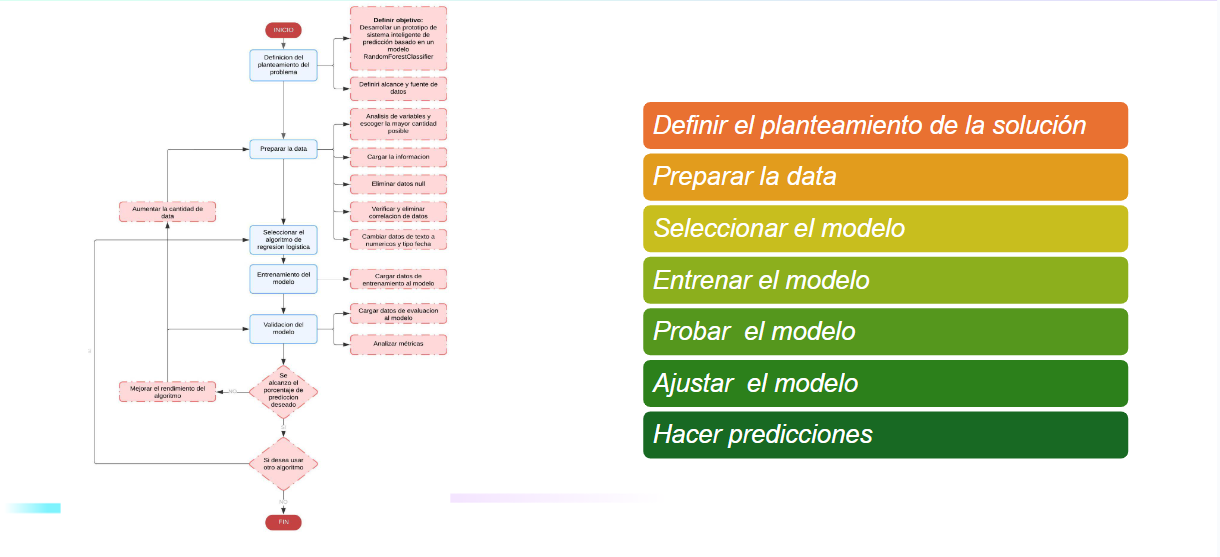 INICIO
Definir objetivo:
Desarrollar un prototipo de
sistema inteligente de
predicción basado en un
modelo
RandomForestClassifier
Definicion del
planteamiento del
problema
Definiri alcance y fuente de
datos
Analisis de variables y
escoger la mayor cantidad
posible
Preparar la data
Cargar la informacion
Eliminar datos null
Aumentar la cantidad de
data
Verificar y eliminar
correlacion de datos
Seleccionar el
algoritmo de
regresion logistica
Cambiar datos de texto a
numericos y tipo fecha
Entrenamiento del
modelo
Cargar datos de
entrenamiento al modelo
Validacion del
modelo
Cargar datos de evaluacion
al modelo
Analizar métricas
Mejorar el rendimiento del
algoritmo
NO
Se
alcanzo el
porcentaje de
prediccion
deseado
Si desea usar
otro algoritmo
NO
FIN
Definir el planteamiento de la solución
Preparar la data
Seleccionar el modelo
Entrenar el modelo
Probar  el modelo
Ajustar  el modelo
Hacer predicciones